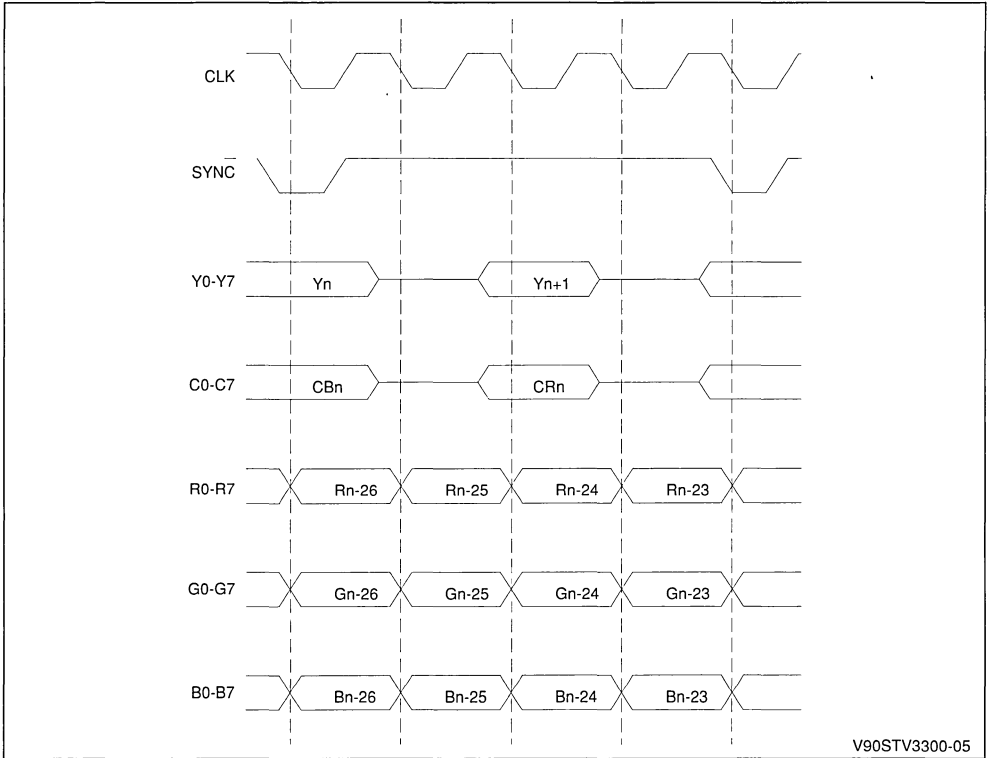 CLK
SYNC
Y0-Y7 Yn Yn+1
C0-C7 CBn CRn
R0-R7 Rn-26 Rn-25 Rn-24 Rn-23
G0-G7 Gn-26 Gn-25 Gn-24 Gn-23
B0-B7 Bn-26 Bn-25 Bn-24 Bn-23
V90STV3300-05